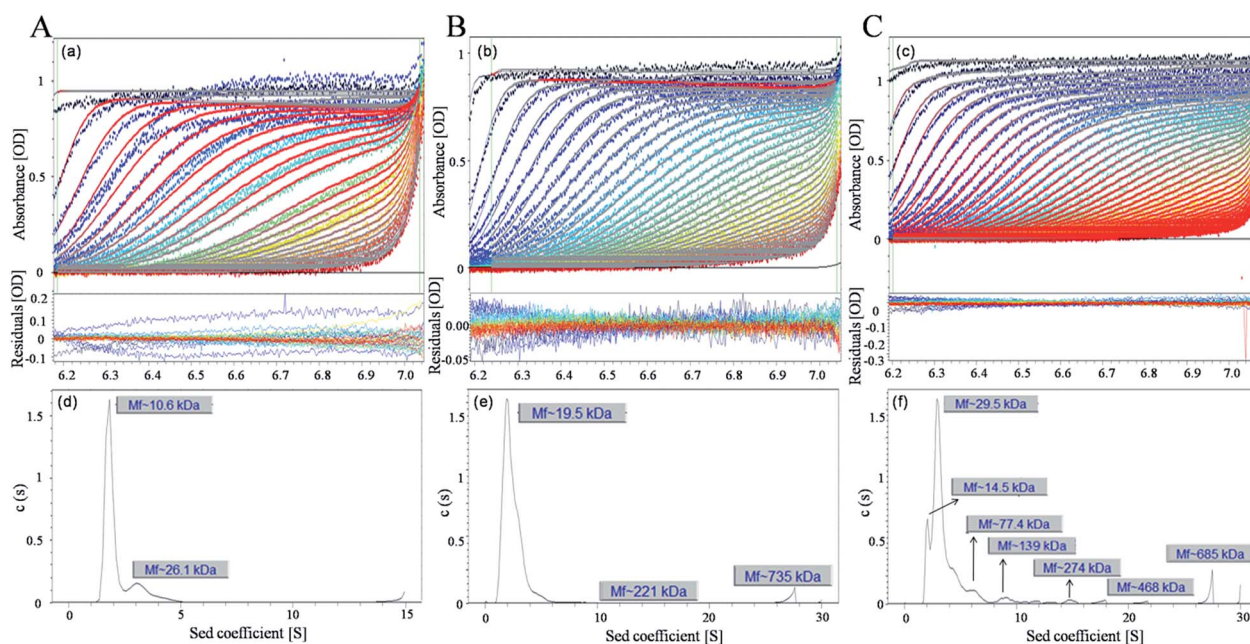 A
B
C
(a)
(b)
(c)
Absorbance [OD]
1
0.5
0
Absorbance [OD]
1
0.5
0
Absorbance [OD]
1
0.5
0
Residuals [OD]
0.2
0.1
0
-0.1
Residuals [OD]
0.00
-0.05
Residuals [OD]
0
-0.1
-0.2
-0.3
6.2 6.3 6.4 6.5 6.6 6.7 6.8 6.9 7.0
6.2 6.3 6.4 6.5 6.6 6.7 6.8 6.9 7.0
6.2 6.3 6.4 6.5 6.6 6.7 6.8 6.9 7.0
(d)
Mf~10.6 kDa
Mf~26.1 kDa
c (s)
1.5
1
0.5
0
0 5 10 15
Sed coefficient [S]
(e)
Mf~19.5 kDa
Mf~221 kDa
Mf~735 kDa
c (s)
1.5
1
0.5
0
0 10 20 30
Sed coefficient [S]
(f)
Mf~29.5 kDa
Mf~14.5 kDa
Mf~77.4 kDa
Mf~139 kDa
Mf~274 kDa
Mf~468 kDa
Mf~685 kDa
c (s)
1.5
1
0.5
0
0 10 20 30
Sed coefficient [S]